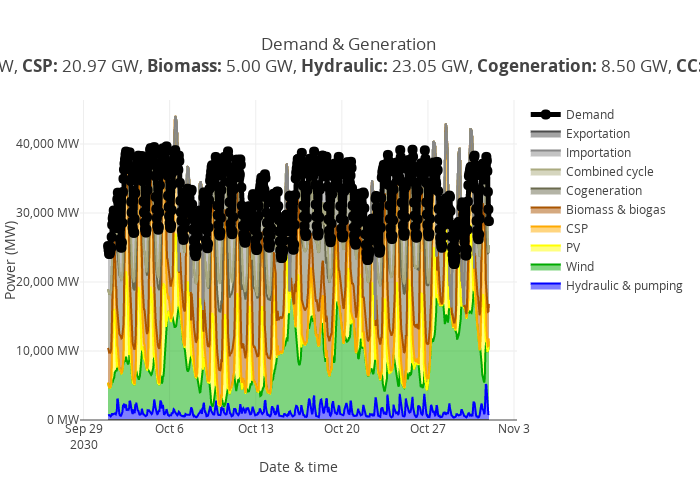 Demand & Generation
W, CSP: 20.97 GW, Biomass: 5.00 GW, Hydraulic: 23.05 GW, Cogeneration: 8.50 GW, CC:
Demand
Exportation
Importation
Combined cycle
Cogeneration
Biomass & biogas
CSP
PV
Wind
Hydraulic & pumping
40,000 MW
30,000 MW
20,000 MW
10,000 MW
0 MW
Power (MW)
Sep 29 Oct 6 Oct 13 Oct 20 Oct 27 Nov 3
2030
Date & time